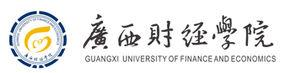 廣西財經學院
GUANGXI UNIVERSITY OF FINANCE AND ECONOMICS